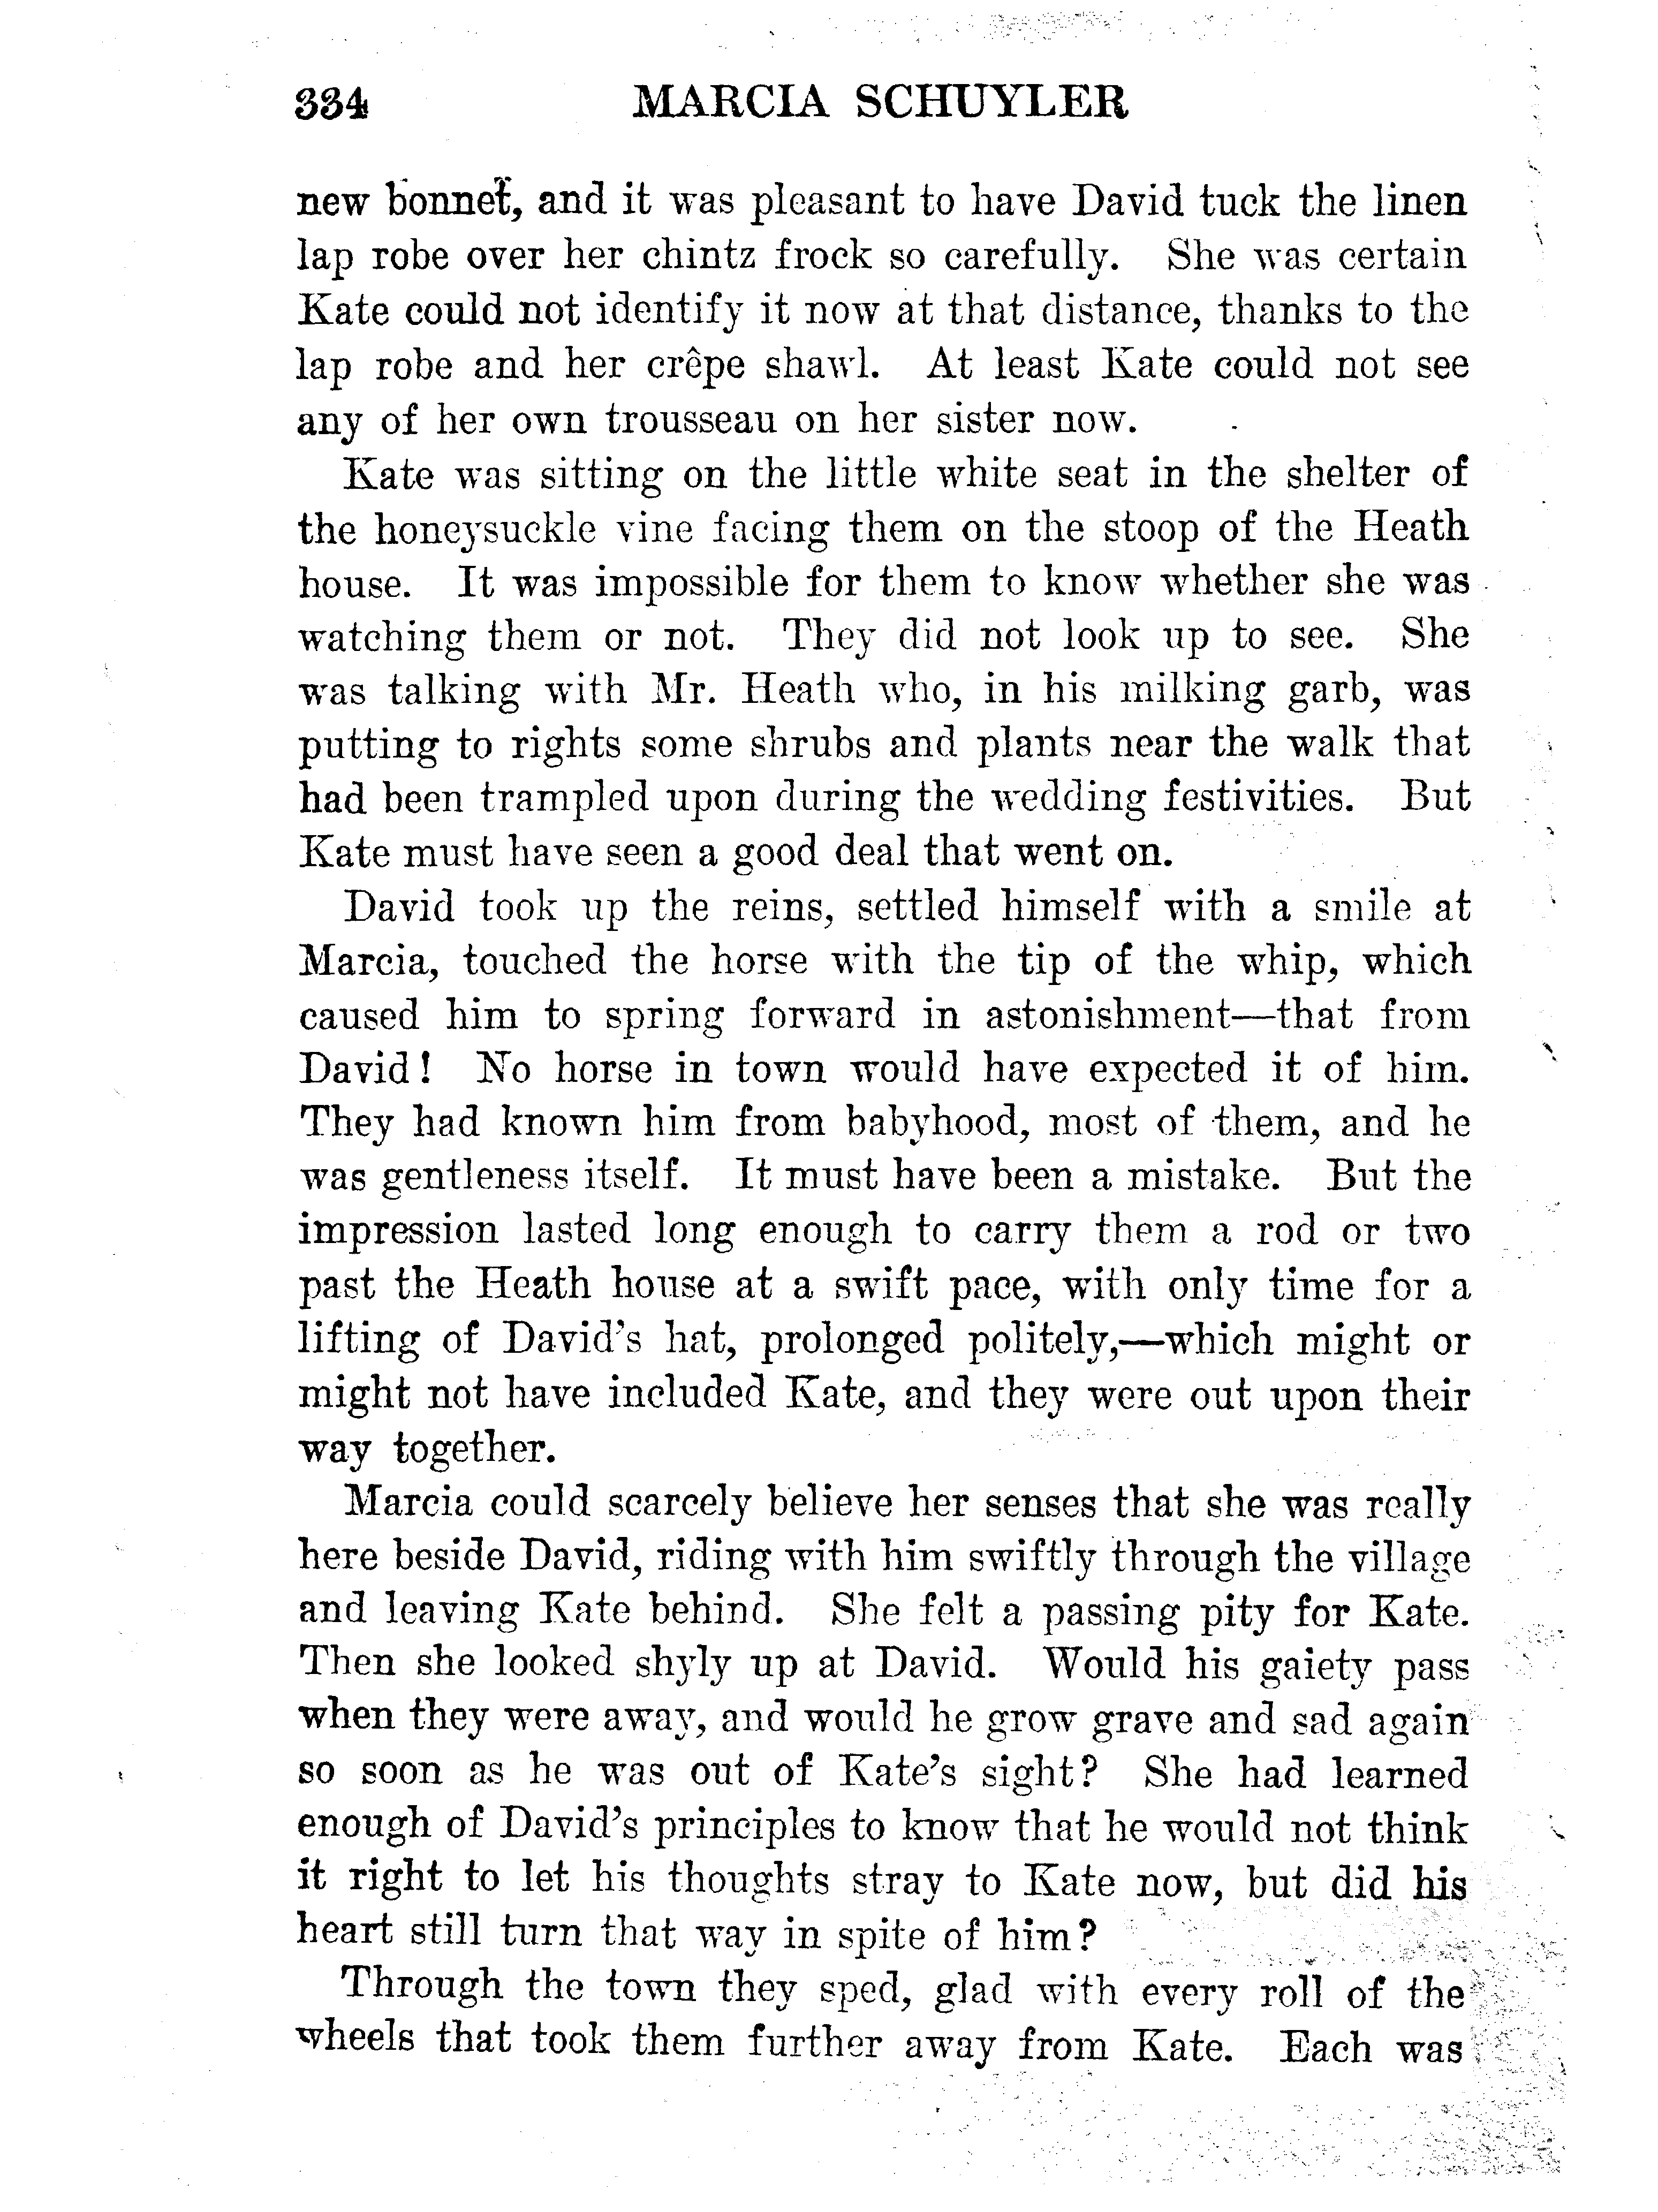 334 MARCIA SCHUYLER
new bonnet, and it was pleasant to have David tuck the linen
lap robe over her chintz frock so carefully. She was certain
Kate could not identify it now at that distance, thanks to the
lap robe and her crêpe shawl. At least Kate could not see
any of her own trousseau on her sister now.
Kate was sitting on the little white seat in the shelter of
the honeysuckle vine facing them on the stoop of the Heath
house. It was impossible for them to know whether she was
watching them or not. They did not look up to see. She
was talking with Mr. Heath who, in his milking garb, was
putting to rights some shrubs and plants near the walk that
had been trampled upon during the wedding festivities. But
Kate must have seen a good deal that went on.
David took up the reins, settled himself with a smile at
Marcia, touched the horse with the tip of the whip, which
caused him to spring forward in astonishment—that from
David! No horse in town would have expected it of him.
They had known him from babyhood, most of them, and he
was gentleness itself. It must have been a mistake. But the
impression lasted long enough to carry them a rod or two
past the Heath house at a swift pace, with only time for a
lifting of David's hat, prolonged politely,—which might or
might not have included Kate, and they were out upon their
way together.
Marcia could scarcely believe her senses that she was really
here beside David, riding with him swiftly through the village
and leaving Kate behind. She felt a passing pity for Kate.
Then she looked shyly up at David. Would his gaiety pass
when they were away, and would he grow grave and sad again
so soon as he was out of Kate's sight? She had learned
enough of David's principles to know that he would not think
it right to let his thoughts stray to Kate now, but did his
heart still turn that way in spite of him?
Through the town they sped, glad with every roll of the
wheels that took them further away from Kate. Each was